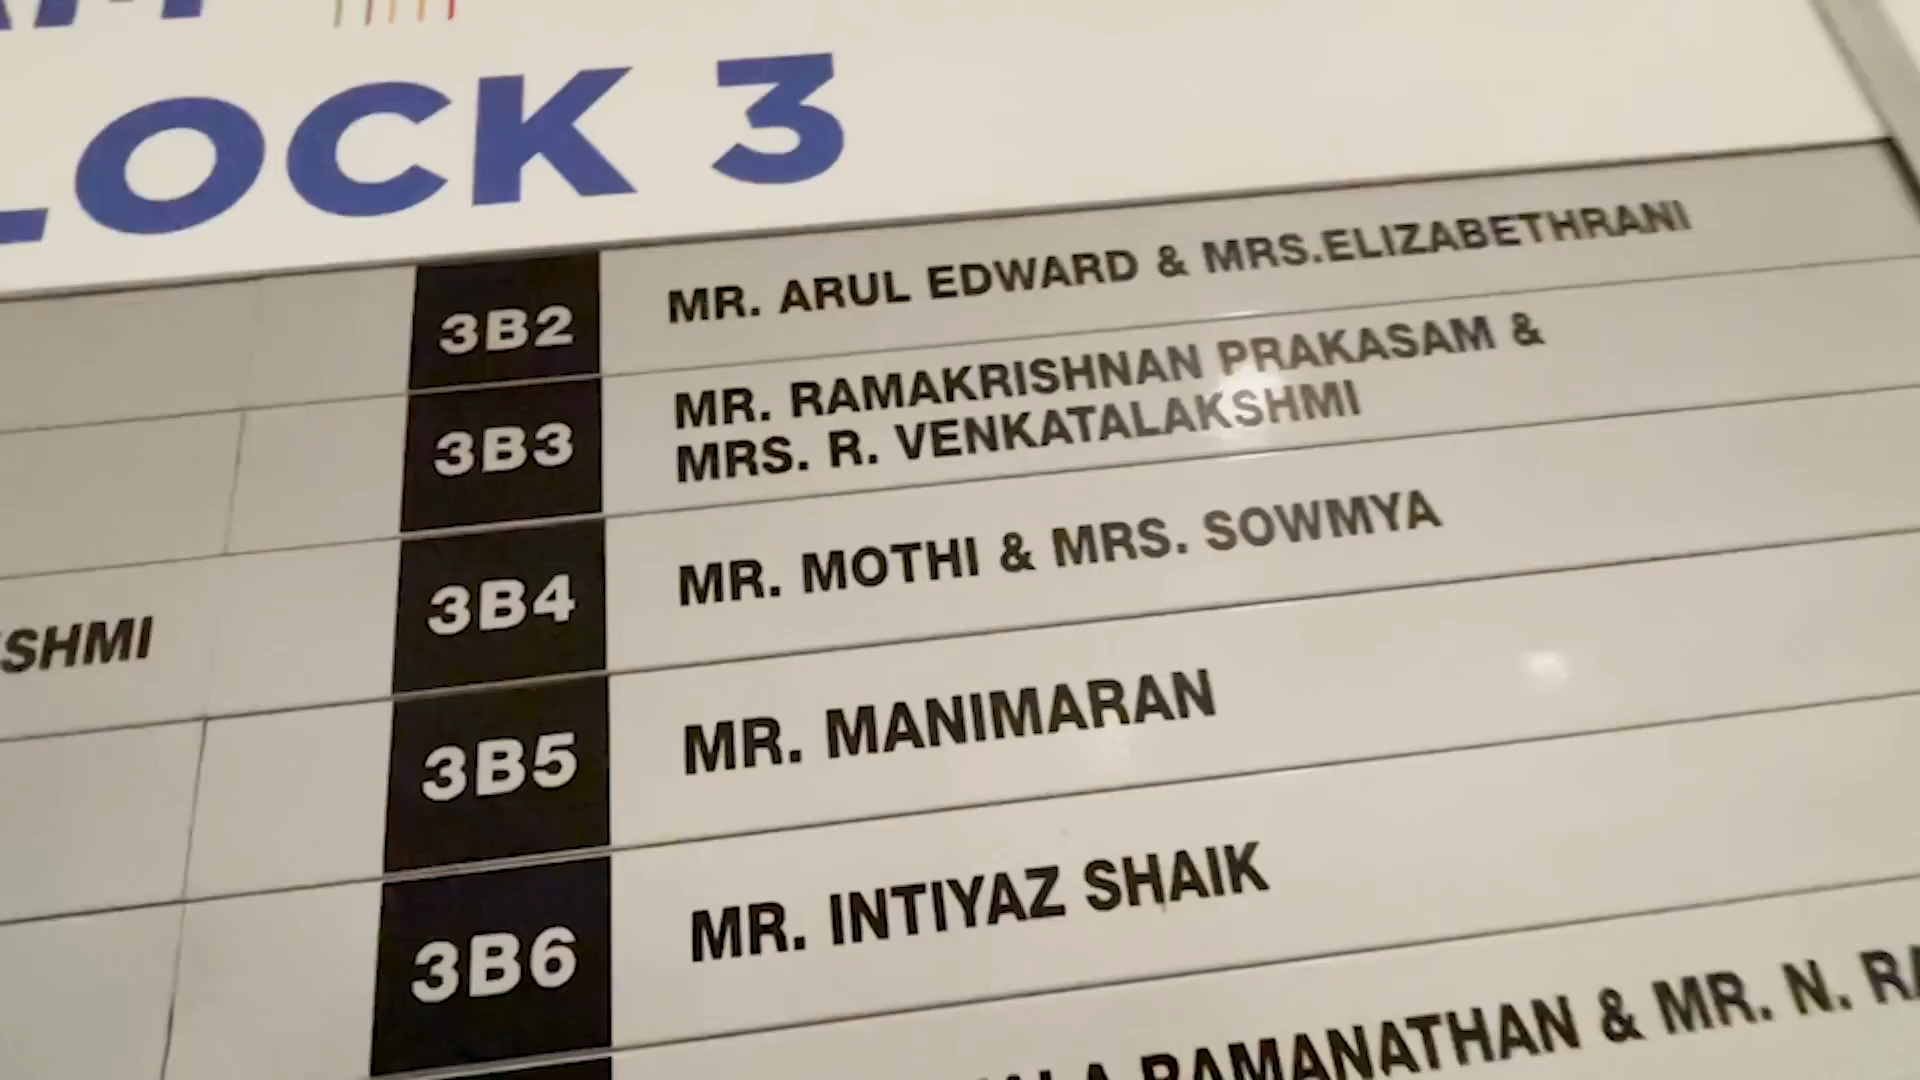 LOCK 3
3B2 MR. ARUL EDWARD & MRS.ELIZABETHRANI
3B3 MR. RAMAKRISHNAN PRAKASAM &
MRS. R. VENKATALAKSHMI
3B4 MR. MOTHI & MRS. SOWMYA
SHMI
3B5 MR. MANIMARAN
3B6 MR. INTIYAZ SHAIK
RAMANATHAN & MR. N.